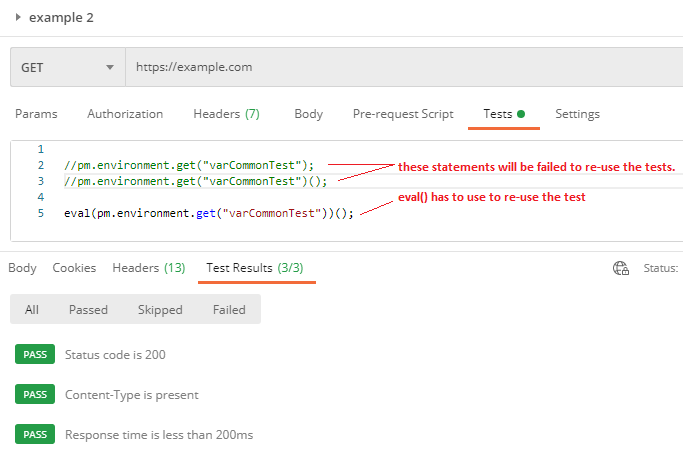 example 2
GET https://example.com
Params Authorization Headers (7) Body Pre-request Script Tests Settings
1
2 //pm.environment.get("varCommonTest");
these statements will be failed to re-use the tests.
3 //pm.environment.get("varCommonTest")();
4
eval() has to use to re-use the test
5 eval(pm.environment.get("varCommonTest"))();
Body Cookies Headers (13) Test Results (3/3) Status:
All Passed Skipped Failed
PASS Status code is 200
PASS Content-Type is present
PASS Response time is less than 200ms